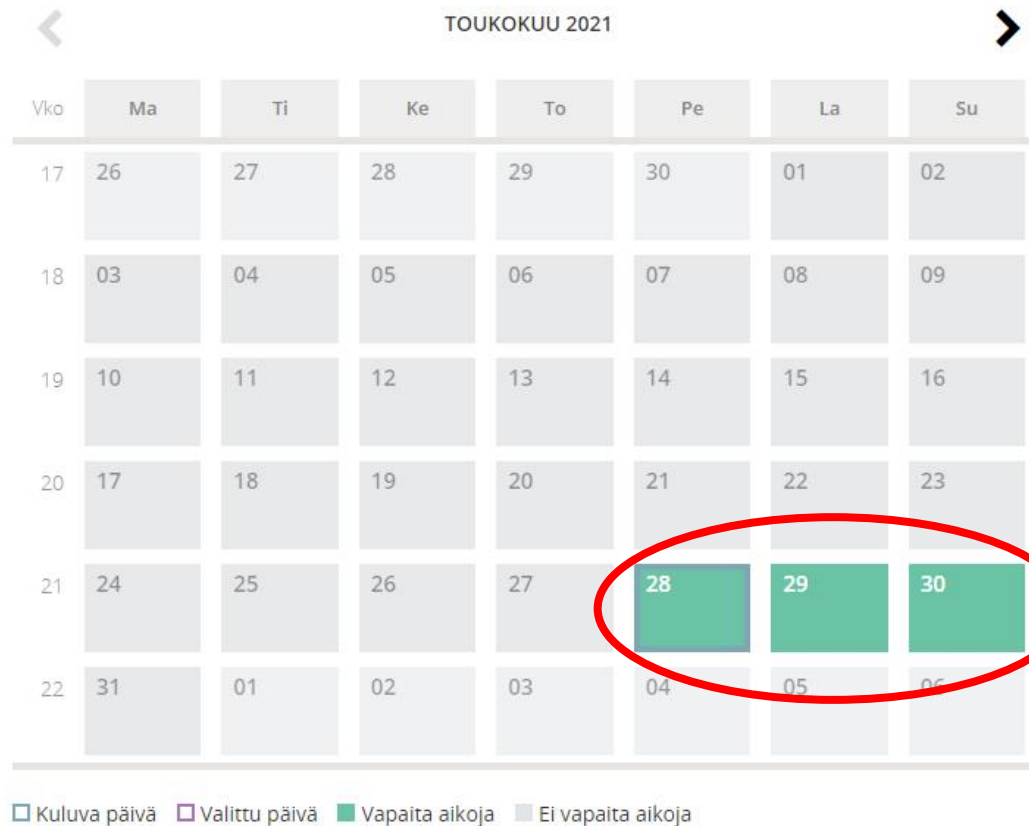 TOUKOKUU 2021
Vko Ma Ti Ke To Pe La Su
17 26 27 28 29 30 01 02
18 03 04 05 06 07 08 09
19 10 11 12 13 14 15 16
20 17 18 19 20 21 22 23
21 24 25 26 27 28 29 30
22 31 01 02 03 04 05 06
Kuluva päivä Valittu päivä Vapaita aikoja Ei vapaita aikoja